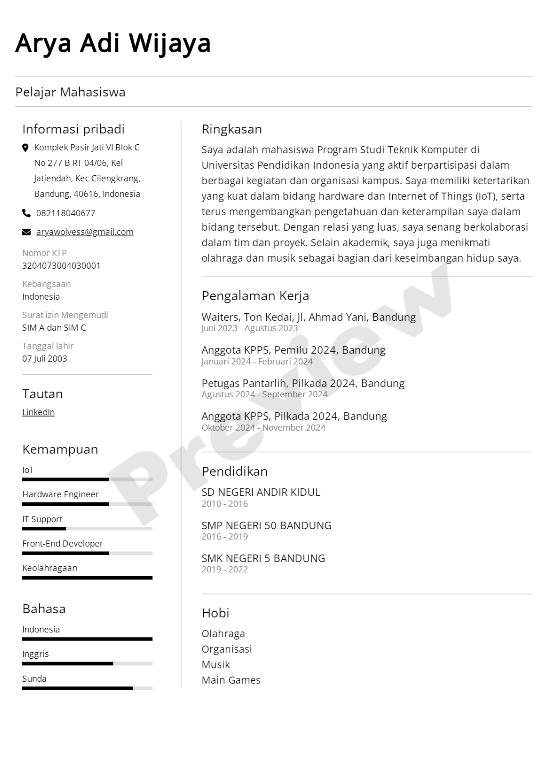 Arya Adi Wijaya
Pelajar Mahasiswa
Informasi pribadi
Komplek Pasir Jati VI Blok C
No 277 B RT 04/06, Kel
Jatiendah, Kec Cilengkrang,
Bandung, 40616, Indonesia
082118040677
aryawolvess@gmail.com
Nomor KTP
3204073004030001
Kebangsaan
Indonesia
Surat izin Mengemudi
SIM A dan SIM C
Tanggal lahir
07 Juli 2003
Tautan
LinkedIn
Kemampuan
IoT
Hardware Engineer
IT Support
Front-End Developer
Keolahragaan
Bahasa
Indonesia
Inggris
Sunda
Ringkasan
Saya adalah mahasiswa Program Studi Teknik Komputer di
Universitas Pendidikan Indonesia yang aktif berpartisipasi dalam
berbagai kegiatan dan organisasi kampus. Saya memiliki ketertarikan
yang kuat dalam bidang hardware dan Internet of Things (IoT), serta
terus mengembangkan pengetahuan dan keterampilan saya dalam
bidang tersebut. Dengan relasi yang luas, saya senang berkolaborasi
dalam tim dan proyek. Selain akademik, saya juga menikmati
olahraga dan musik sebagai bagian dari keseimbangan hidup saya.
Pengalaman Kerja
Waiters, Ton Kedai, Jl. Ahmad Yani, Bandung
Juni 2023 - Agustus 2023
Anggota KPPS, Pemilu 2024, Bandung
Januari 2024 - Februari 2024
Petugas Pantarlih, Pilkada 2024, Bandung
Agustus 2024 - September 2024
Anggota KPPS, Pilkada 2024, Bandung
Oktober 2024 - November 2024
Pendidikan
SD NEGERI ANDIR KIDUL
2010 - 2016
SMP NEGERI 50 BANDUNG
2016 - 2019
SMK NEGERI 5 BANDUNG
2019 - 2022
Hobi
Olahraga
Organisasi
Musik
Main Games
Preview